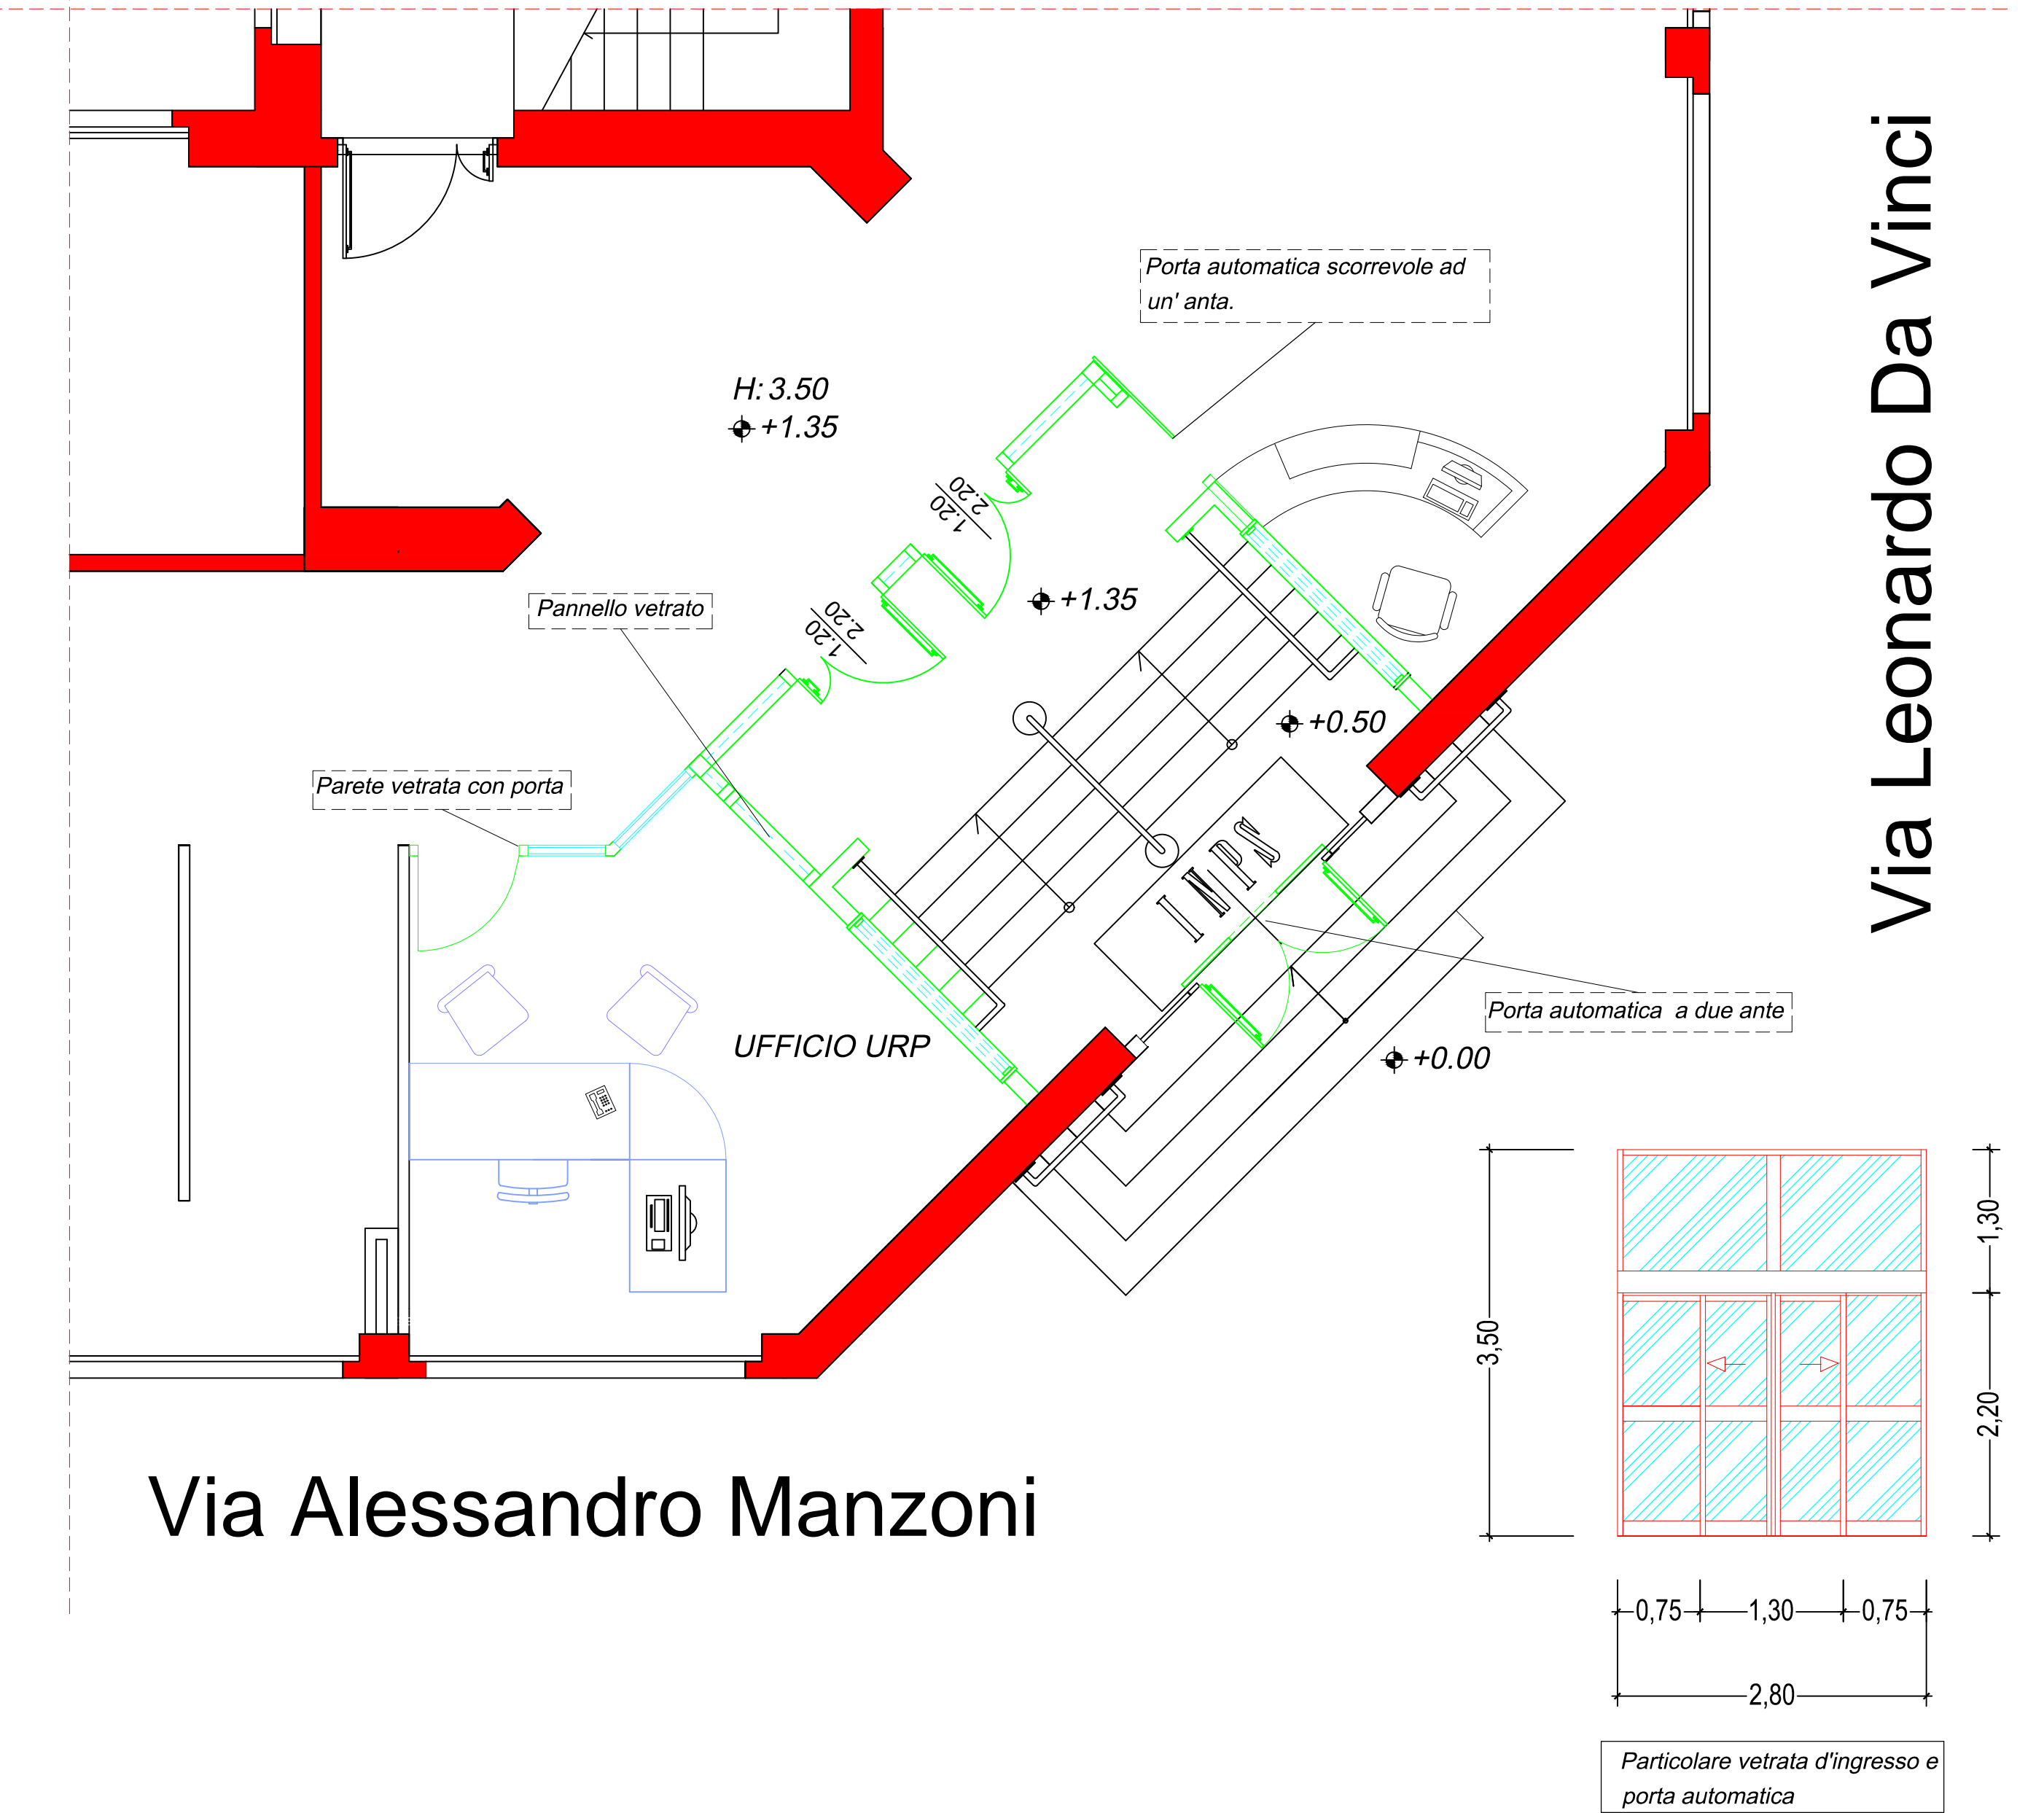 Via Leonardo Da Vinci
Porta automatica scorrevole ad
un' anta.
H: 3.50
+1.35
1.20
2.20
+1.35
Pannello vetrato
1.20
2.20
+0.50
Parete vetrata con porta
INPS
Porta automatica  a due ante
UFFICIO URP
+0.00
3,50
1,30
2,20
Via Alessandro Manzoni
0,75
1,30
0,75
2,80
Particolare vetrata d'ingresso e
porta automatica